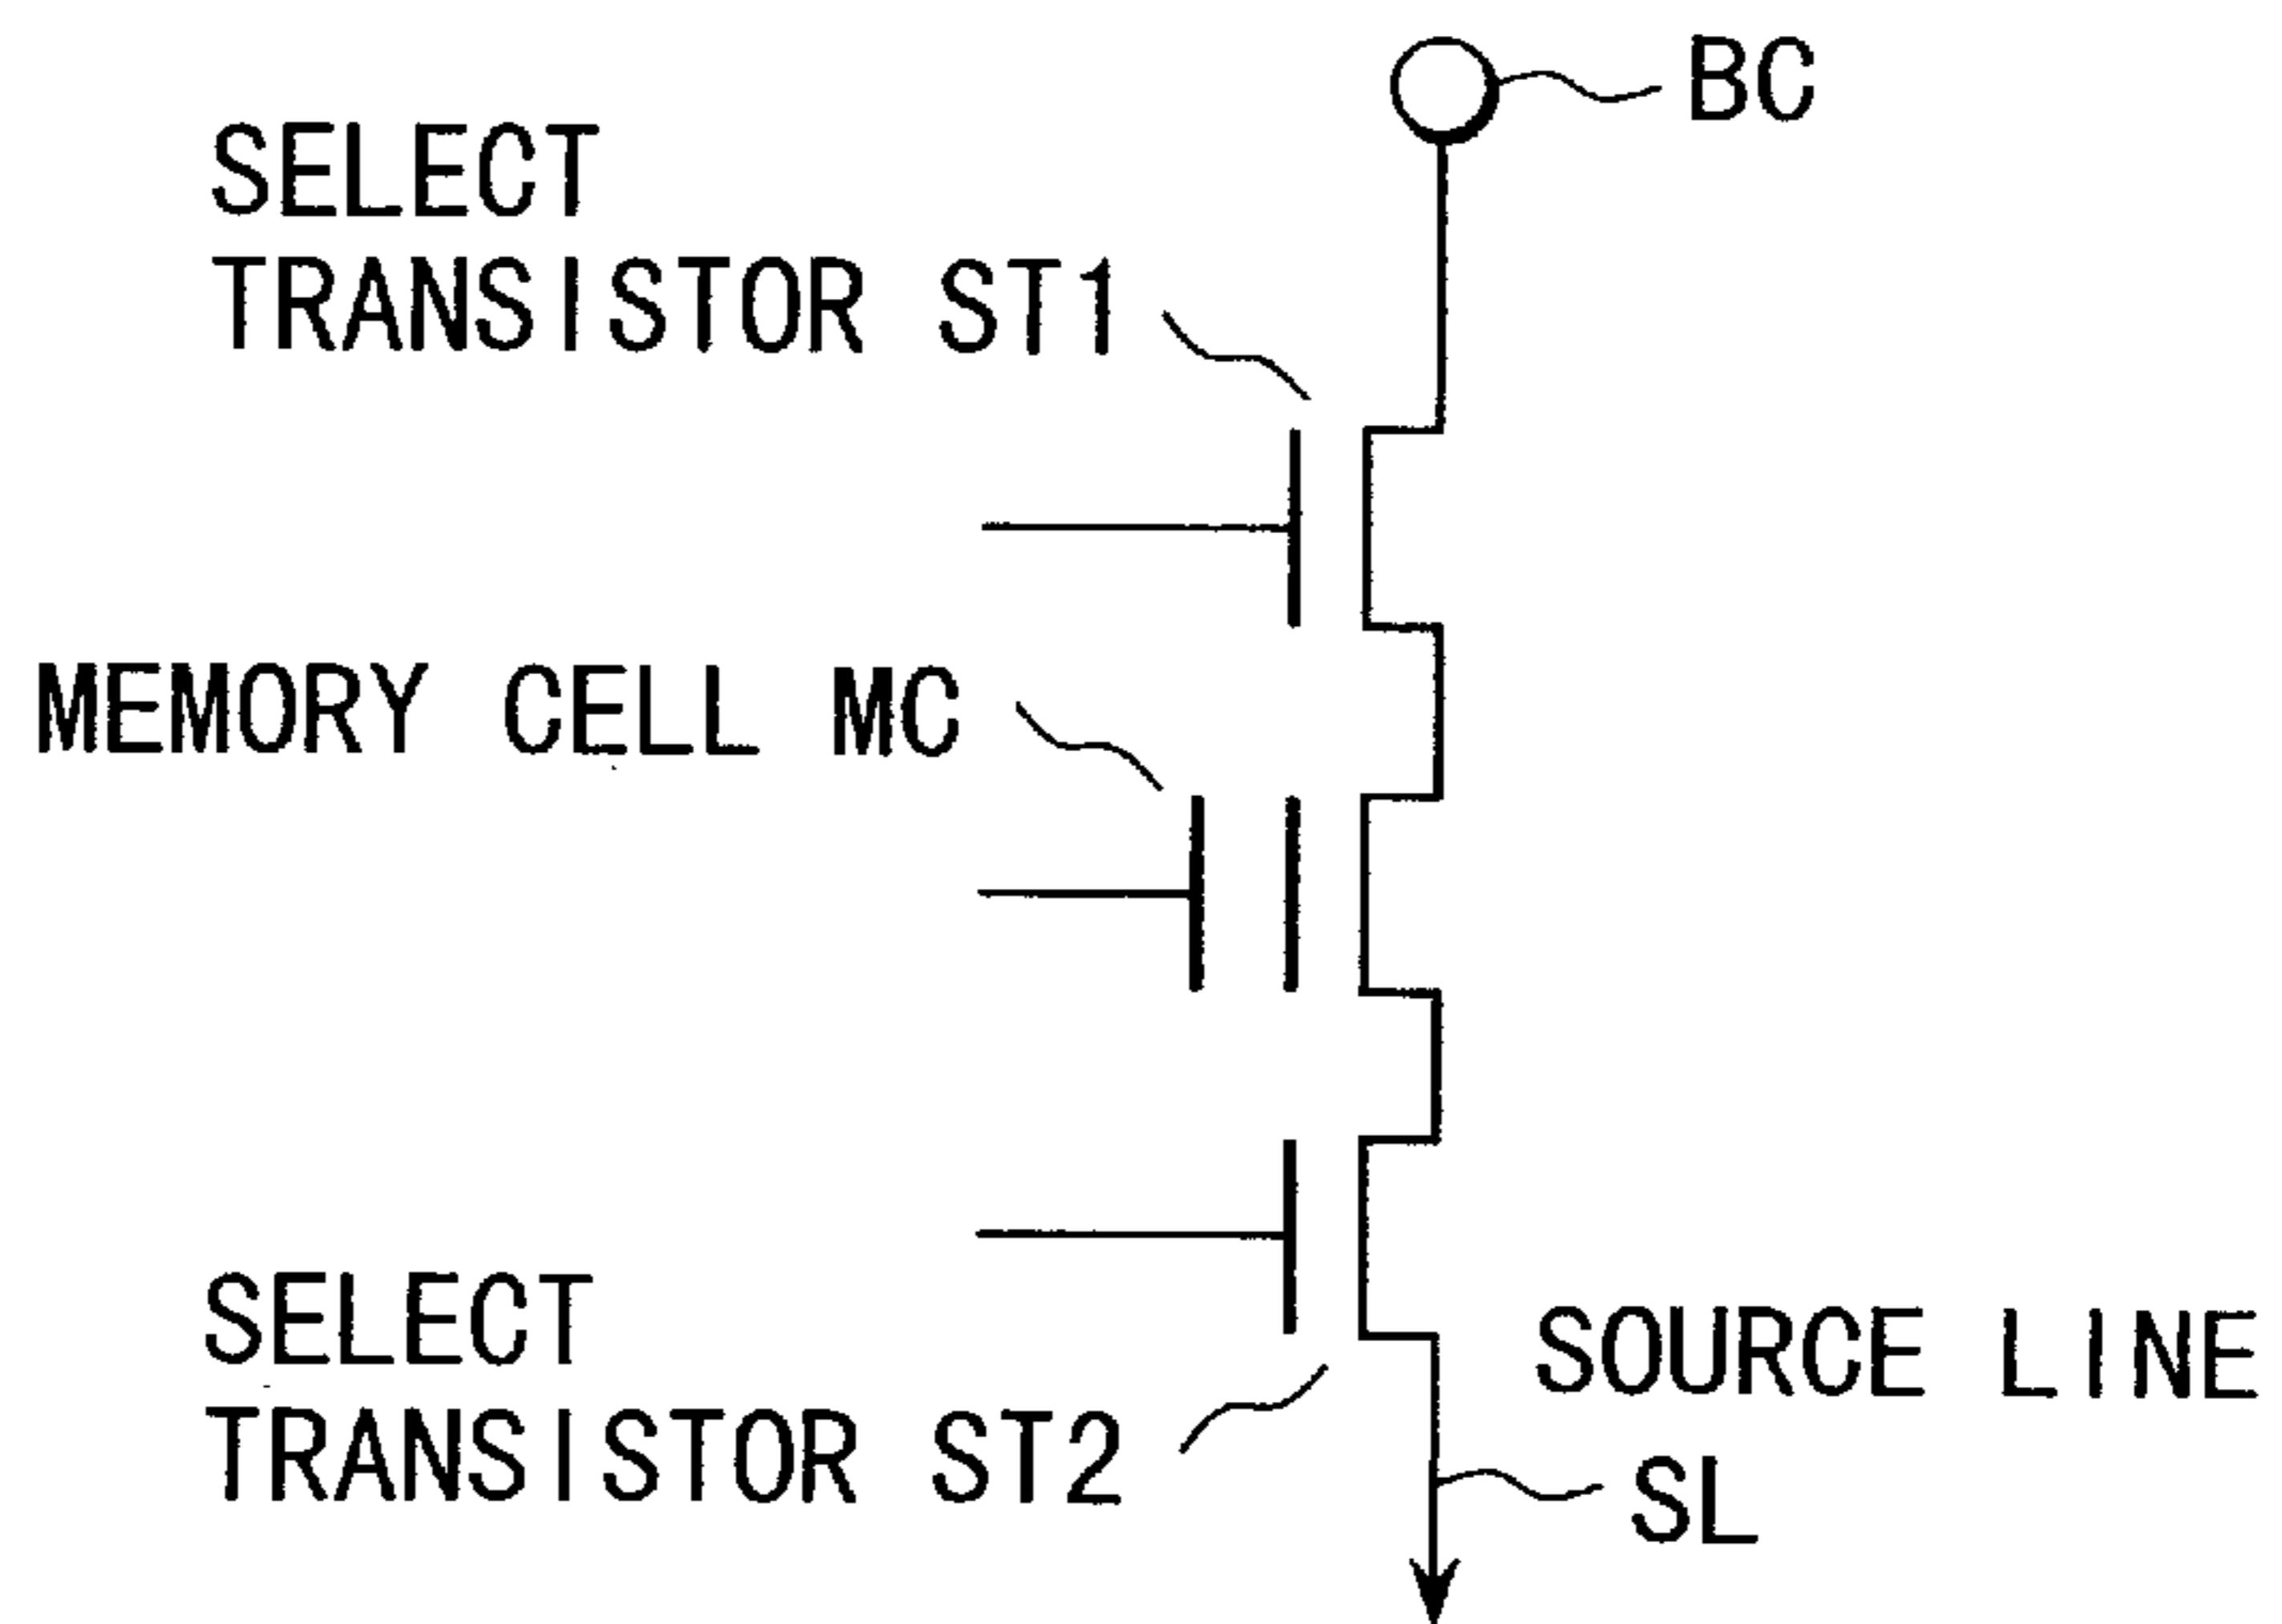 BC
SELECT
TRANSISTOR ST1
MEMORY CELL MC
SELECT
TRANSISTOR ST2
SOURCE LINE
SL